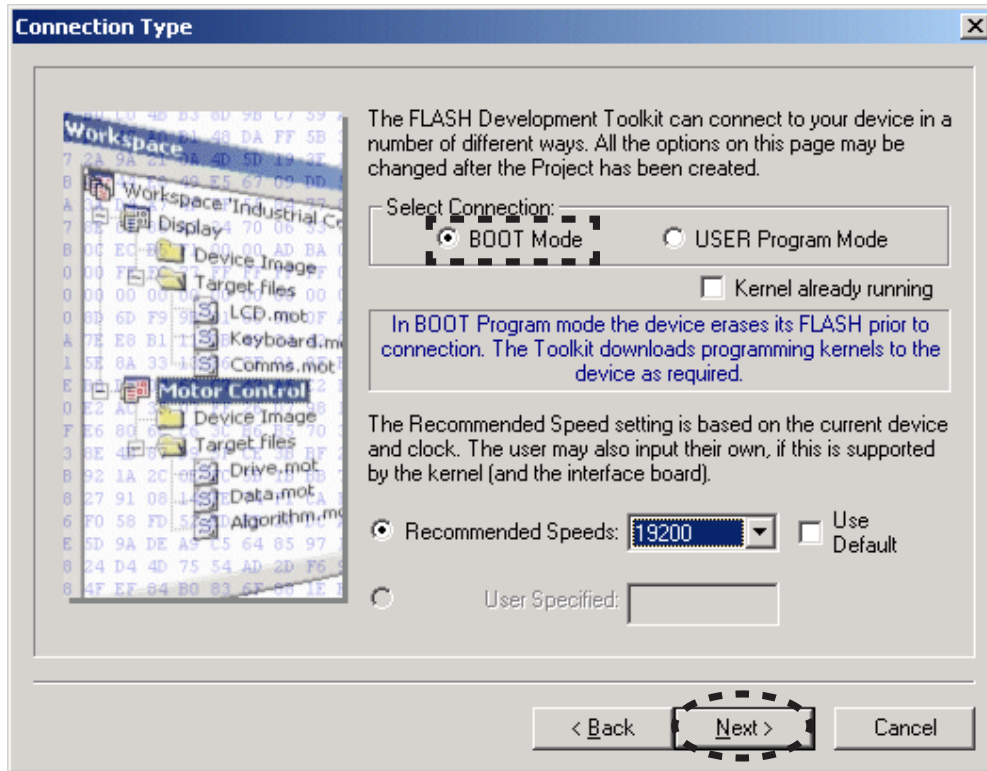 Connection Type
The FLASH Development Toolkit can connect to your device in a
number of different ways. All the options on this page may be
changed after the Project has been created.
Select Connection:
BOOT Mode
USER Program Mode
Kernel already running
In BOOT Program mode the device erases its FLASH prior to
connection. The Toolkit downloads programming kernels to the
device as required.
The Recommended Speed setting is based on the current device
and clock. The user may also input their own, if this is supported
by the kernel (and the interface board).
Recommended Speeds: 19200
Use
Default
User Specified:
Workspace
Workspace 'Industrial Co
Display
Device Image
Target files
LCD.mot
Keyboard.m
Comms.mot
Motor Control
Device Image
Target files
Drive.mot
Data.mot
Algorithm.mo
< Back
Next >
Cancel